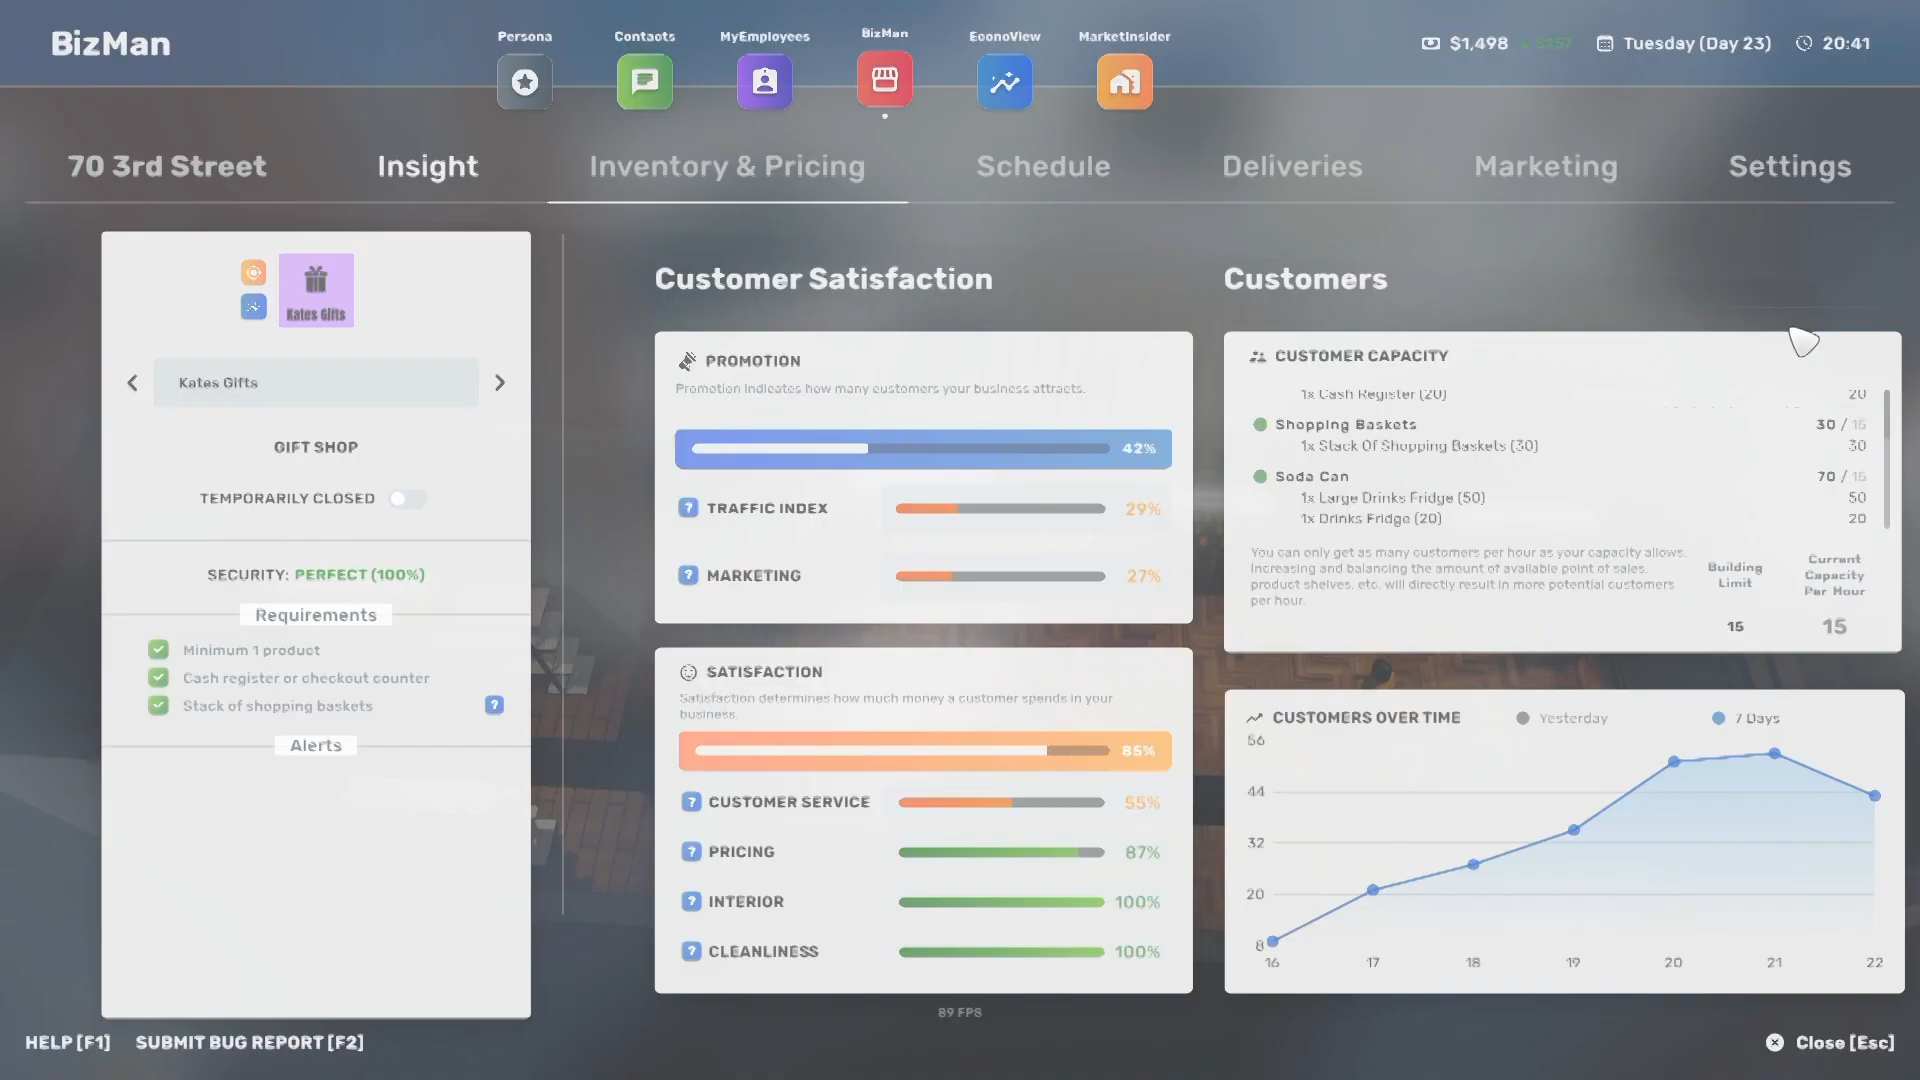 BizMan
Persona
Contacts
MyEmployees
BizMan
EconoView
MarketInsider
$1,498
$257
Tuesday (Day 23)
20:41
70 3rd Street
Insight
Inventory & Pricing
Schedule
Deliveries
Marketing
Settings
Kates Gifts
Kates Gifts
GIFT SHOP
TEMPORARILY CLOSED
SECURITY: PERFECT (100%)
Requirements
Minimum 1 product
Cash register or checkout counter
Stack of shopping baskets
?
Alerts
Customer Satisfaction
PROMOTION
Promotion indicates how many customers your business attracts.
42%
? TRAFFIC INDEX 29%
? MARKETING 27%
SATISFACTION
Satisfaction determines how much money a customer spends in your
business.
85%
? CUSTOMER SERVICE 55%
? PRICING 87%
? INTERIOR 100%
? CLEANLINESS 100%
Customers
CUSTOMER CAPACITY
1x Cash Register (20) 20
Shopping Baskets 30 / 15
1x Stack Of Shopping Baskets (30) 30
Soda Can 70 / 15
1x Large Drinks Fridge (50) 50
1x Drinks Fridge (20) 20
You can only get as many customers per hour as your capacity allows.
Increasing and balancing the amount of available point of sales,
product shelves, etc. will directly result in more potential customers
per hour.
Building
Limit
15
Current
Capacity
Per Hour
15
CUSTOMERS OVER TIME
Yesterday
7 Days
56
44
32
20
8
16 17 18 19 20 21 22
89 FPS
HELP [F1]
SUBMIT BUG REPORT [F2]
Close [Esc]